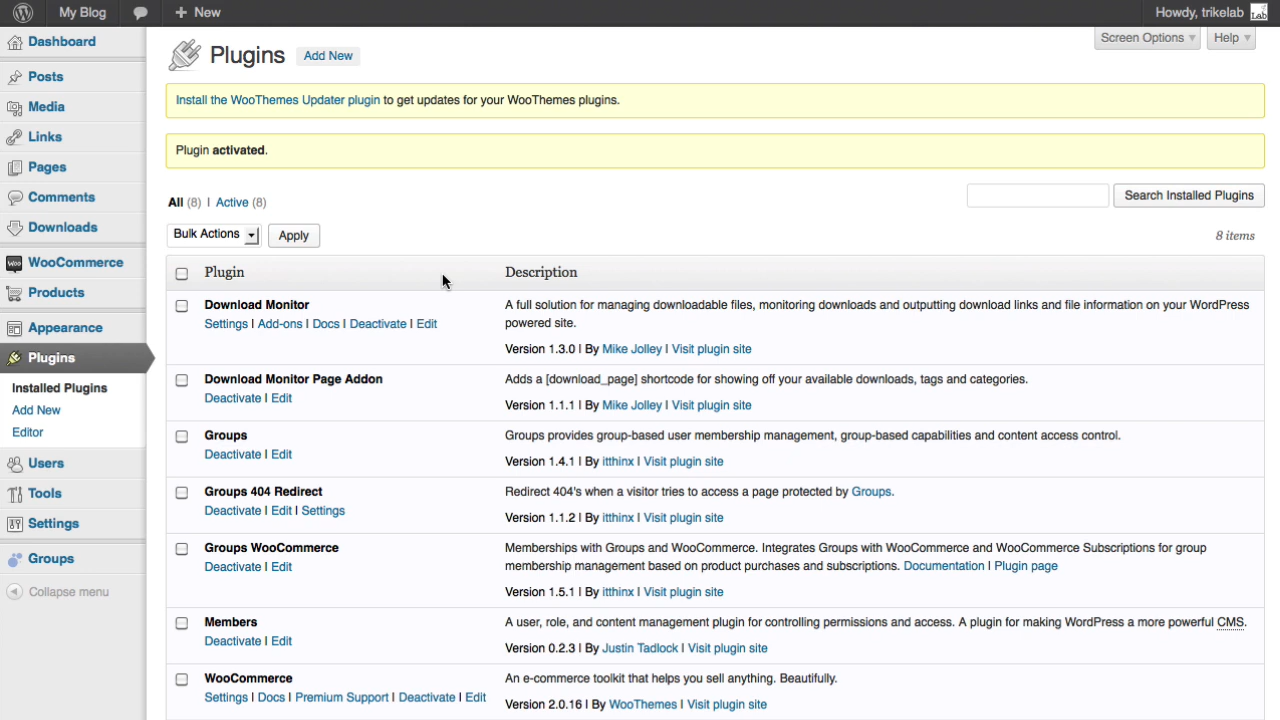 My Blog
+ New
Howdy, trikelab
Lab
Dashboard
Posts
Media
Links
Pages
Comments
Downloads
Woo WooCommerce
Products
Appearance
Plugins
Installed Plugins
Add New
Editor
Users
Tools
Settings
Groups
Collapse menu
Screen Options
Help
Plugins
Add New
Install the WooThemes Updater plugin to get updates for your WooThemes plugins.
Plugin activated.
All (8) | Active (8)
Search Installed Plugins
Bulk Actions
Apply
8 items
Plugin
Description
Download Monitor
Settings | Add-ons | Docs | Deactivate | Edit
A full solution for managing downloadable files, monitoring downloads and outputting download links and file information on your WordPress
powered site.
Version 1.3.0 | By Mike Jolley | Visit plugin site
Download Monitor Page Addon
Deactivate | Edit
Adds a [download_page] shortcode for showing off your available downloads, tags and categories.
Version 1.1.1 | By Mike Jolley | Visit plugin site
Groups
Deactivate | Edit
Groups provides group-based user membership management, group-based capabilities and content access control.
Version 1.4.1 | By itthinx | Visit plugin site
Groups 404 Redirect
Deactivate | Edit | Settings
Redirect 404's when a visitor tries to access a page protected by Groups.
Version 1.1.2 | By itthinx | Visit plugin site
Groups WooCommerce
Deactivate | Edit
Memberships with Groups and WooCommerce. Integrates Groups with WooCommerce and WooCommerce Subscriptions for group
membership management based on product purchases and subscriptions. Documentation | Plugin page
Version 1.5.1 | By itthinx | Visit plugin site
Members
Deactivate | Edit
A user, role, and content management plugin for controlling permissions and access. A plugin for making WordPress a more powerful CMS.
Version 0.2.3 | By Justin Tadlock | Visit plugin site
WooCommerce
Settings | Docs | Premium Support | Deactivate | Edit
An e-commerce toolkit that helps you sell anything. Beautifully.
Version 2.0.16 | By WooThemes | Visit plugin site